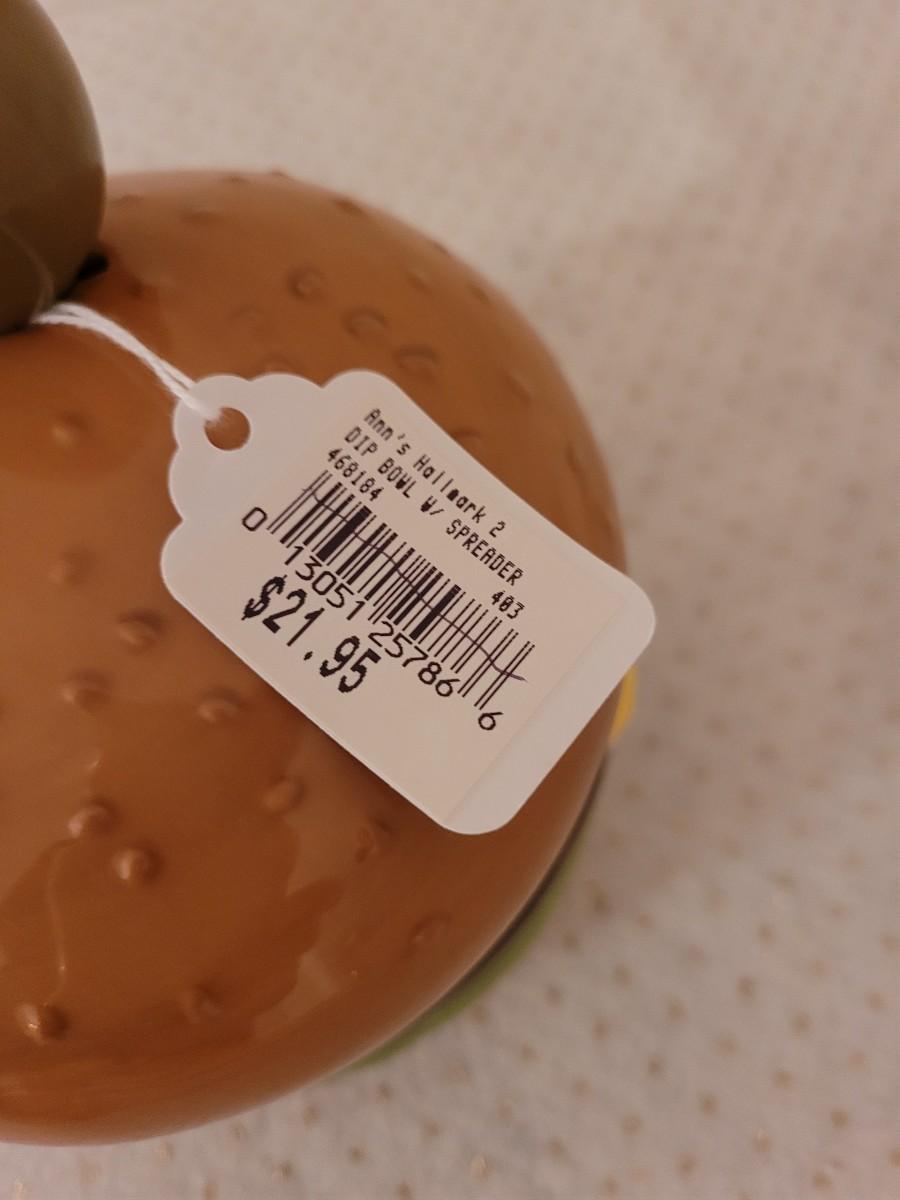 Ann's Hallmark 2
DIP BOWL W/ SPREADER
468184 403
0 13051 25786 6
$21.95